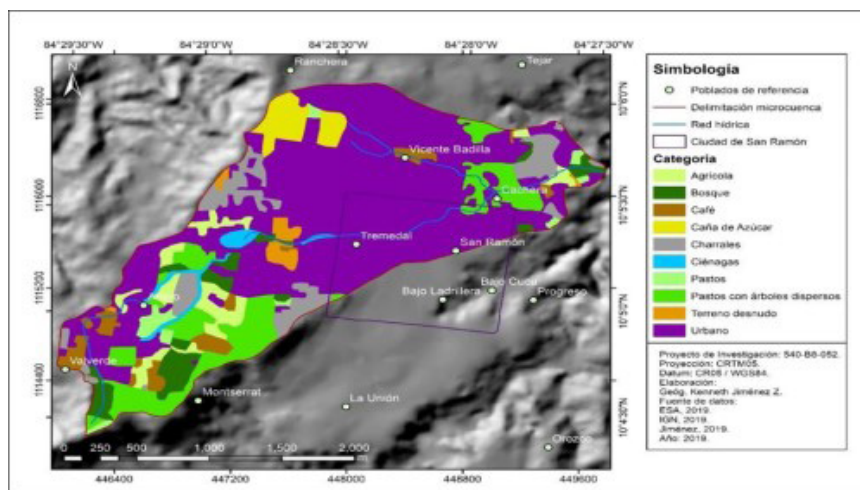 84°29'30"W 84°29'0"W 84°28'30"W 84°28'0"W 84°27'30"W
N
Ranchera
Tejar
1116800
Vicente Badilla
Cachera
1116000
Tremedal
San Ramón
1115200
Bajo Ladrillera
Bajo Cuca
Progreso
Valverde
1114400
Montserrat
La Unión
Orozco
0 250 500 1,000 1,500 2,000
m
446400 447200 448000 448800 449600
10°6'0"N
10°5'30"N
10°5'0"N
10°4'30"N
Simbología
Poblados de referencia
Delimitación microcuenca
Red hídrica
Ciudad de San Ramón
Categoría
Agrícola
Bosque
Café
Caña de Azúcar
Charrales
Ciénagas
Pastos
Pastos con árboles dispersos
Terreno desnudo
Urbano
Proyecto de Investigación: 540-B8-052.
Proyección: CRTM05.
Datum: CR05 / WGS84.
Elaboración:
Geóg. Kenneth Jiménez Z.
Fuente de datos:
ESA, 2019.
IGN, 2019.
Jiménez, 2019.
Año: 2019.